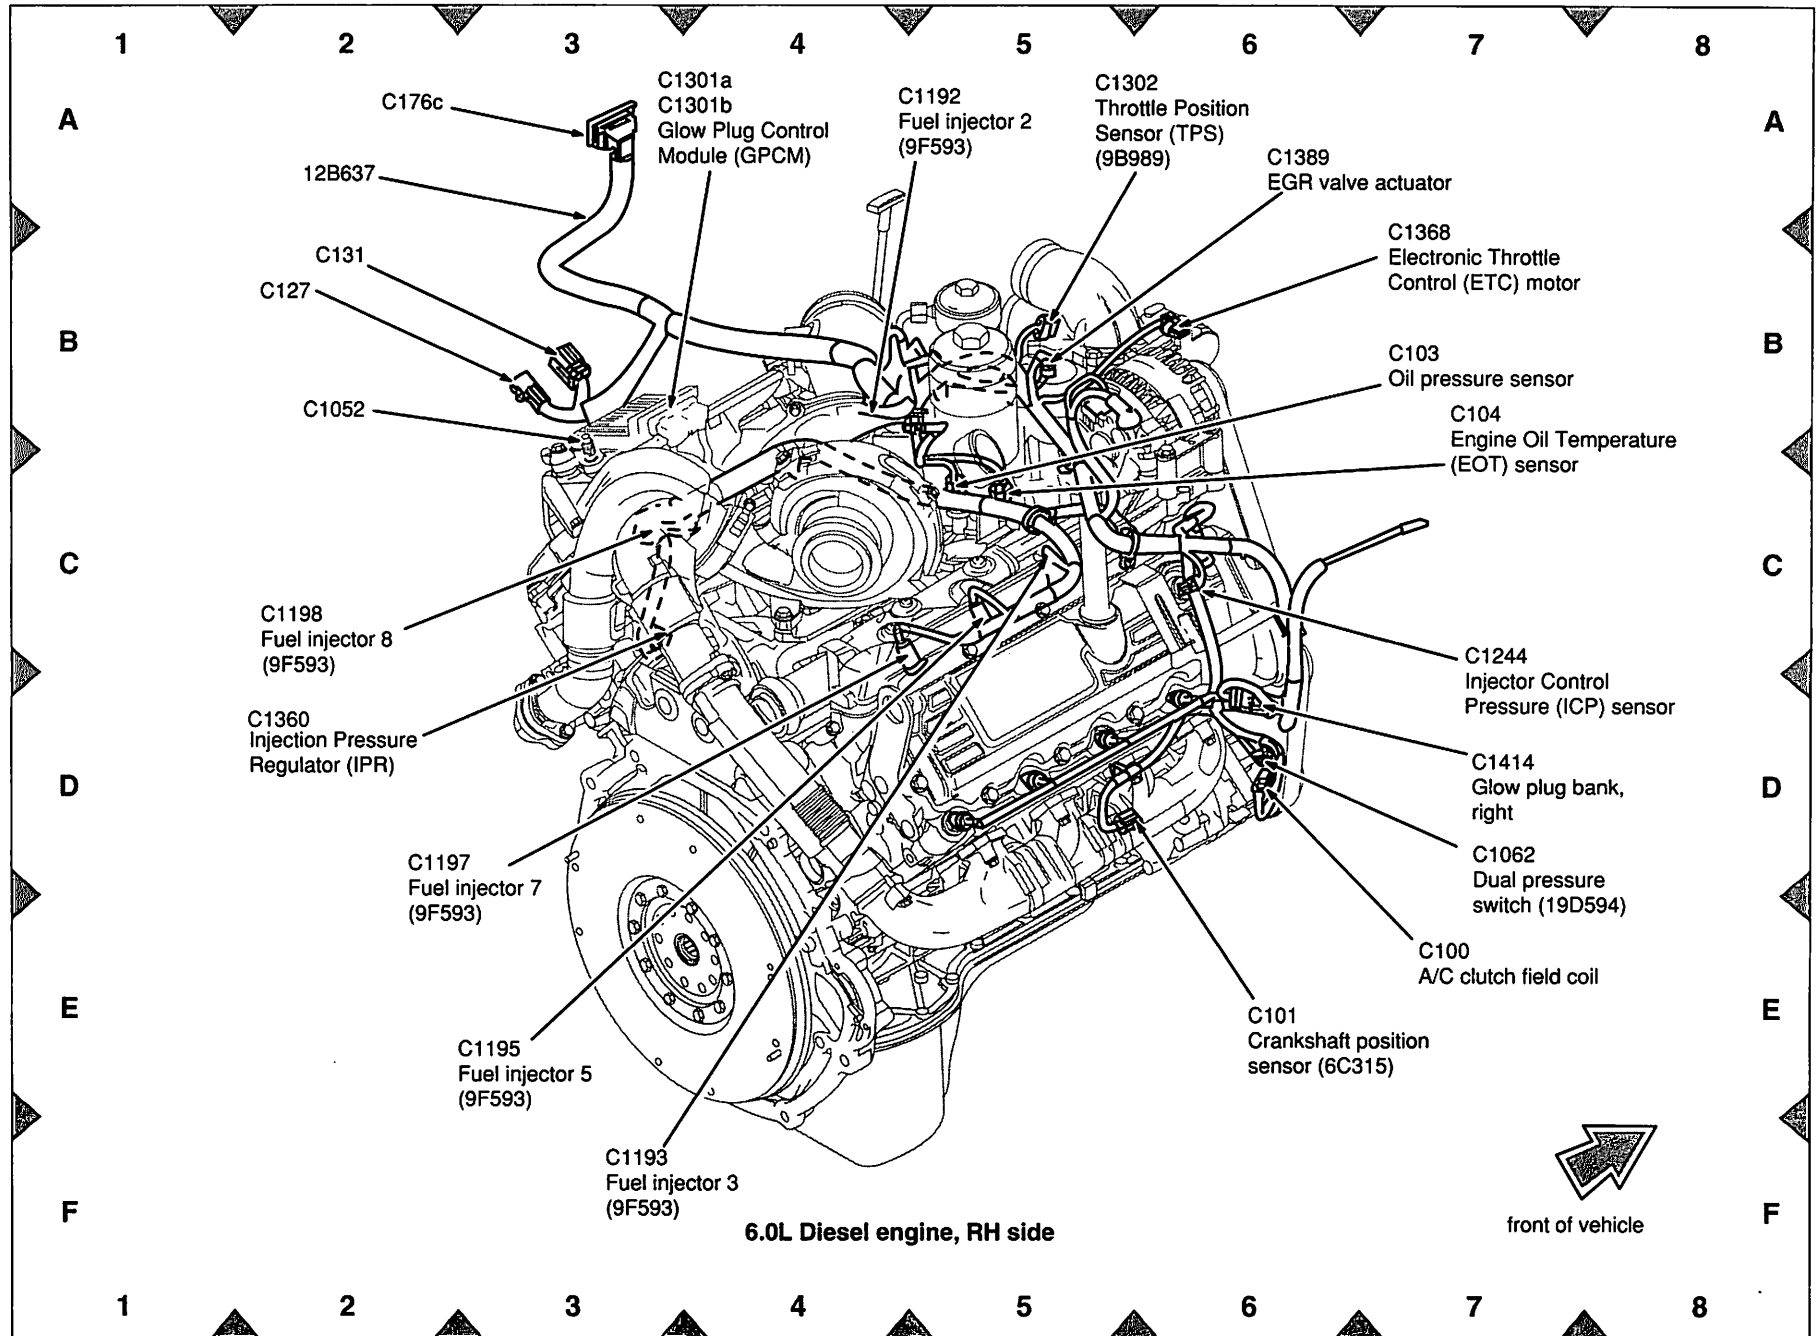 1 2 3 4 5 6 7 8
A
A
C176c
C1301a
C1301b
Glow Plug Control
Module (GPCM)
C1192
Fuel injector 2
(9F593)
C1302
Throttle Position
Sensor (TPS)
(9B989)
C1389
EGR valve actuator
12B637
C1368
Electronic Throttle
Control (ETC) motor
C131
C127
B
B
C103
Oil pressure sensor
C1052
C104
Engine Oil Temperature
(EOT) sensor
C
C
C1198
Fuel injector 8
(9F593)
C1244
Injector Control
Pressure (ICP) sensor
C1360
Injection Pressure
Regulator (IPR)
C1414
Glow plug bank,
right
D
D
C1197
Fuel injector 7
(9F593)
C1062
Dual pressure
switch (19D594)
C100
A/C clutch field coil
E
E
C101
Crankshaft position
sensor (6C315)
C1195
Fuel injector 5
(9F593)
C1193
Fuel injector 3
(9F593)
F
F
6.0L Diesel engine, RH side
front of vehicle
1 2 3 4 5 6 7 8